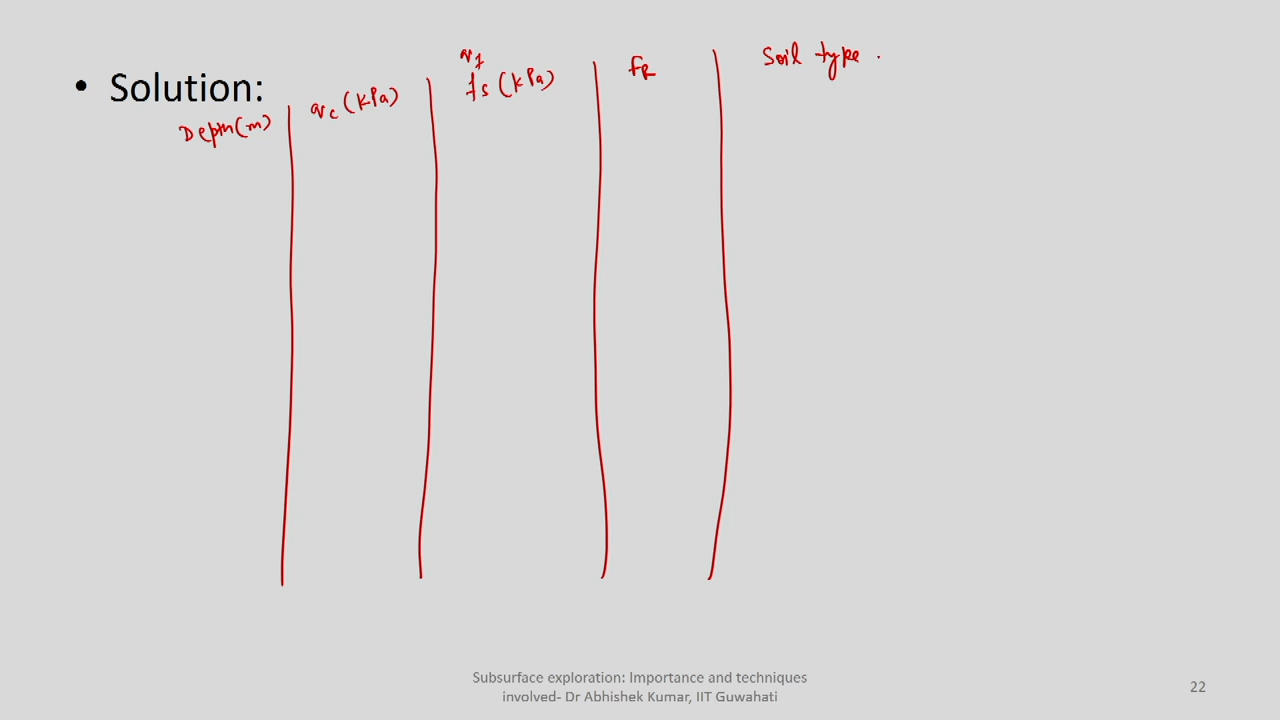 • Solution:
Depth(m)
qc (kPa)
qf
fs (kPa)
fR
Soil type .
Subsurface exploration: Importance and techniques
involved- Dr Abhishek Kumar, IIT Guwahati
22